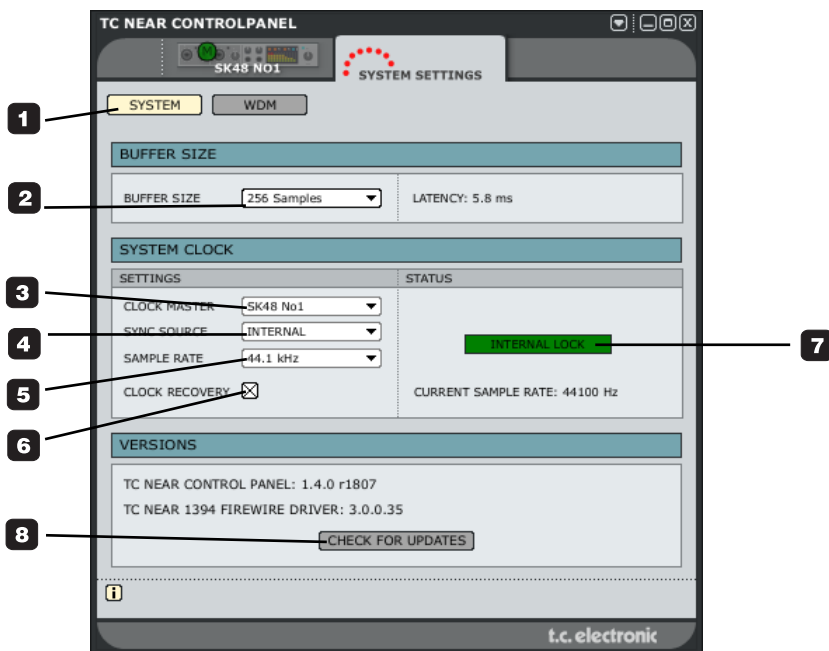 TC NEAR CONTROLPANEL
M
SK48 NO1
SYSTEM SETTINGS
1
SYSTEM
WDM
BUFFER SIZE
2
BUFFER SIZE
256 Samples
LATENCY: 5.8 ms
SYSTEM CLOCK
SETTINGS
STATUS
3
CLOCK MASTER
SK48 No1
4
SYNC SOURCE
INTERNAL
INTERNAL LOCK
7
5
SAMPLE RATE
44.1 kHz
6
CLOCK RECOVERY
CURRENT SAMPLE RATE: 44100 Hz
VERSIONS
TC NEAR CONTROL PANEL: 1.4.0 r1807
TC NEAR 1394 FIREWIRE DRIVER: 3.0.0.35
8
CHECK FOR UPDATES
i
t.c. electronic